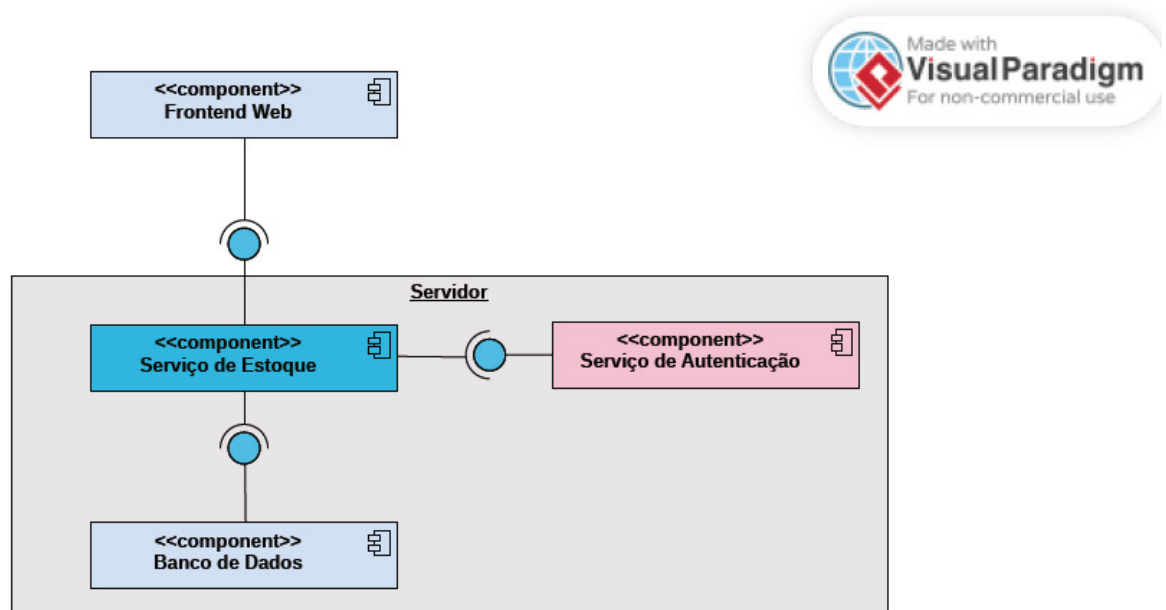 Made with
Visual Paradigm
For non-commercial use
<<component>>
Frontend Web
Servidor
<<component>>
Serviço de Estoque
<<component>>
Serviço de Autenticação
<<component>>
Banco de Dados